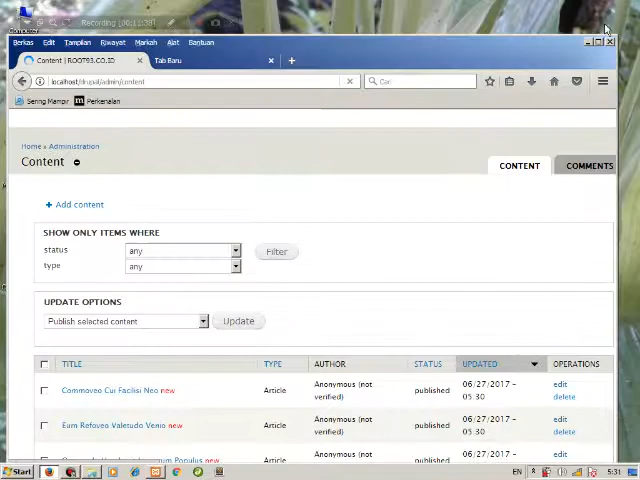 Recording [00:11:39]
Computer
Berkas Edit Tampilan Riwayat Markah Alat Bantuan
Content | ROOT93.CO.ID
Tab Baru
localhost/drupal/admin/content
Cari
Sering Mampir Perkenalan
Home » Administration
Content
CONTENT COMMENTS
Add content
SHOW ONLY ITEMS WHERE
status any Filter
type any
UPDATE OPTIONS
Publish selected content Update
TITLE TYPE AUTHOR STATUS UPDATED OPERATIONS
Commoveo Cui Facilisi Neo new Article Anonymous (not verified) published 06/27/2017 - 05:30 edit delete
Eum Refoveo Valetudo Venio new Article Anonymous (not verified) published 06/27/2017 - 05:30 edit delete
Populus new Article Anonymous (not published 06/27/2017 - edit
Start EN 5:31